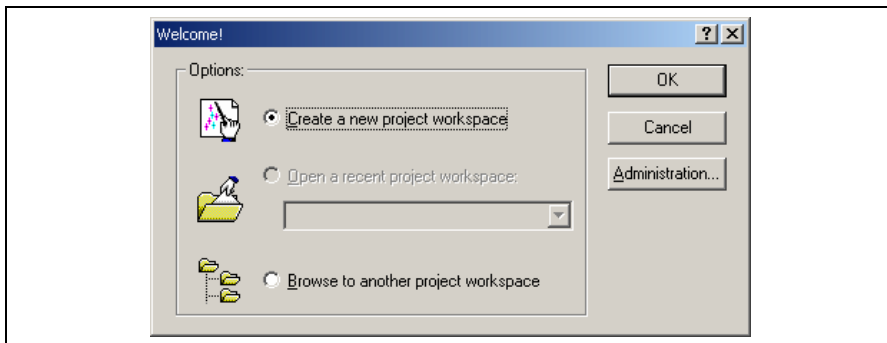 Welcome!
Options:
Create a new project workspace
Open a recent project workspace:
Browse to another project workspace
OK
Cancel
Administration...